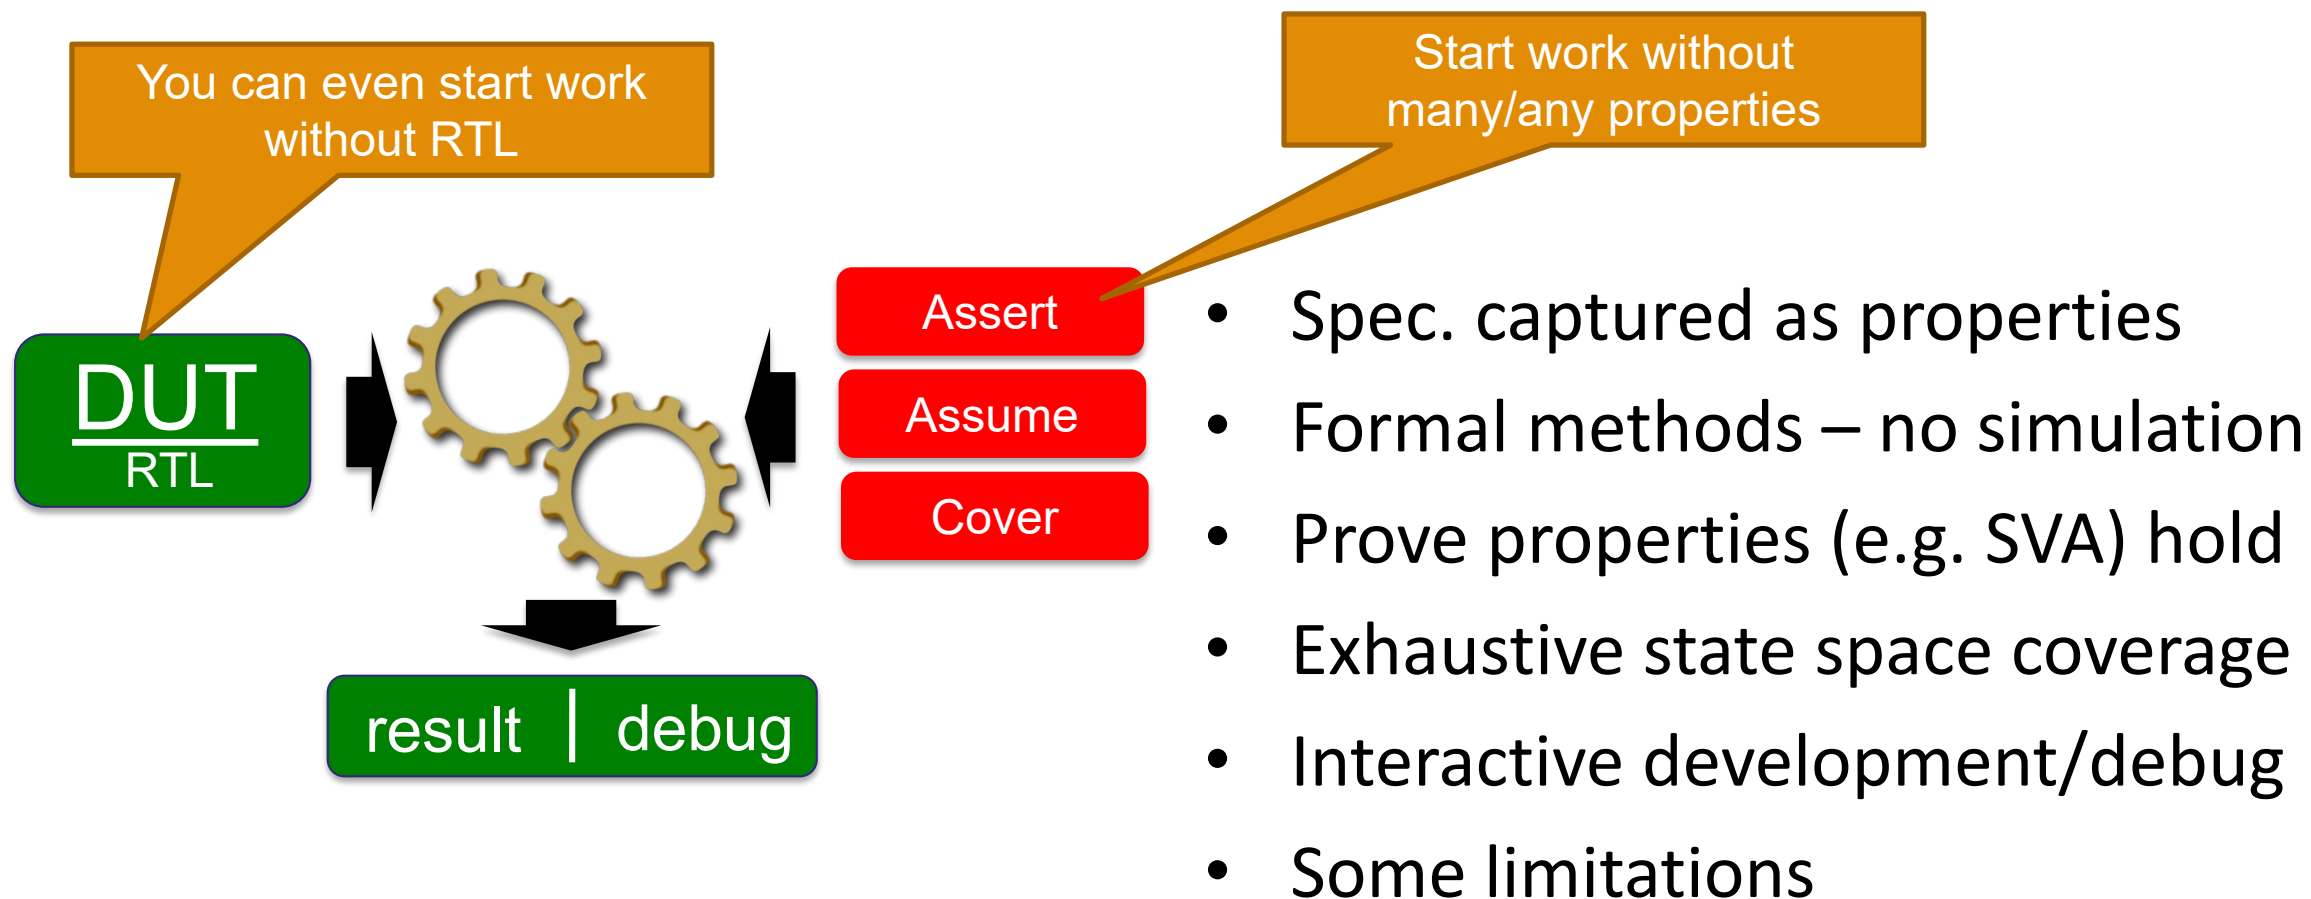 You can even start work
without RTL
Start work without
many/any properties
DUT
RTL
Assert
Assume
Cover
result | debug
• Spec. captured as properties
• Formal methods – no simulation
• Prove properties (e.g. SVA) hold
• Exhaustive state space coverage
• Interactive development/debug
• Some limitations